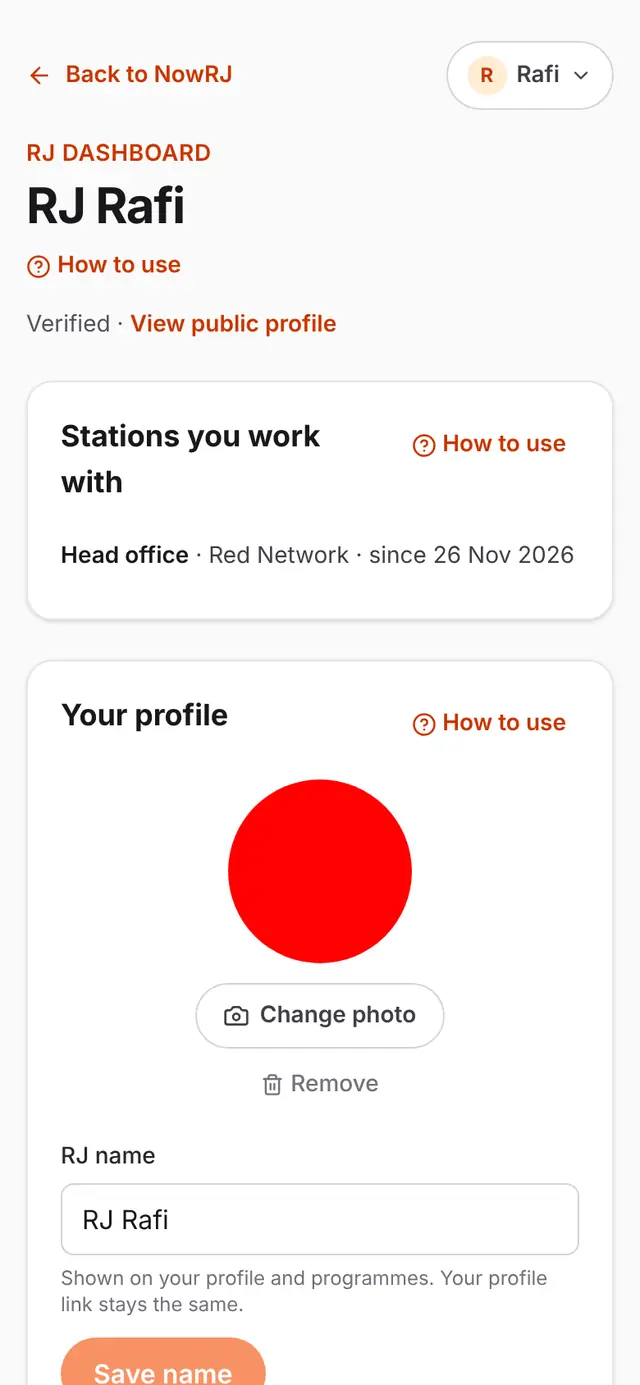 Back to NowRJ
R Rafi
RJ DASHBOARD
RJ Rafi
How to use
Verified · View public profile
Stations you work
with
How to use
Head office · Red Network · since 26 Nov 2026
Your profile
How to use
Change photo
Remove
RJ name
RJ Rafi
Shown on your profile and programmes. Your profile
link stays the same.
Save name